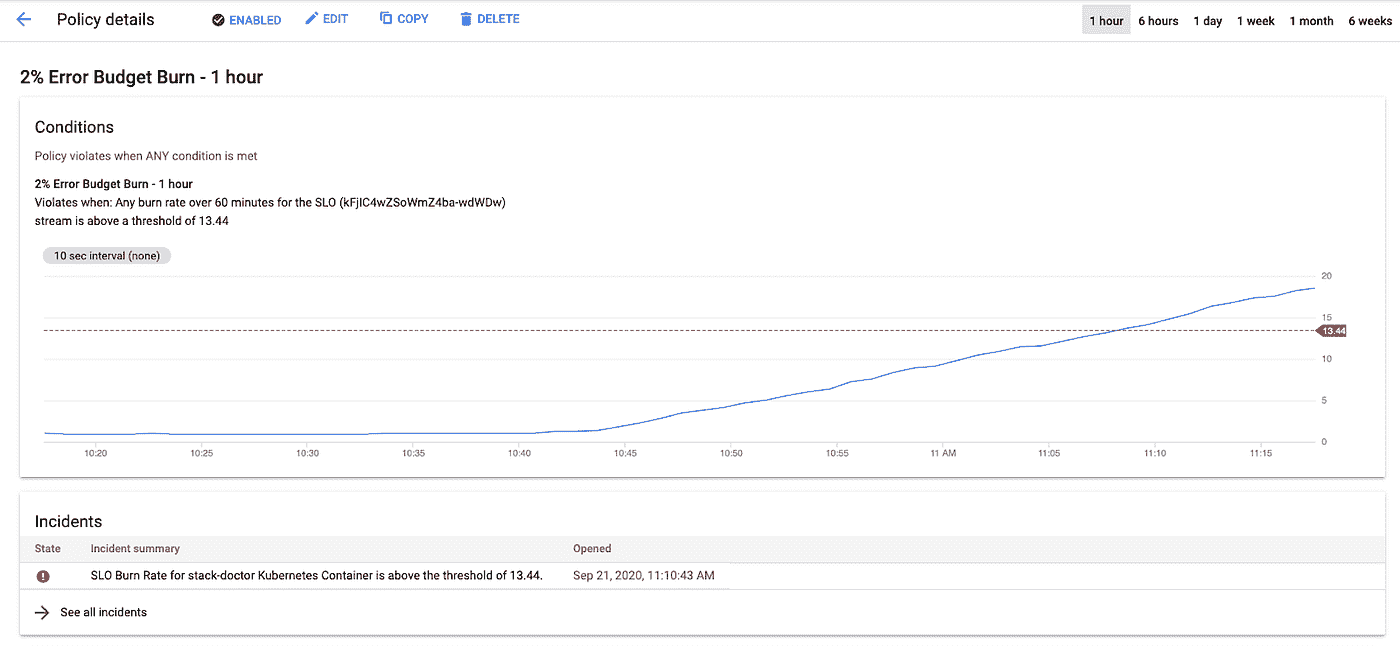 Policy details ENABLED EDIT COPY DELETE 1 hour 6 hours 1 day 1 week 1 month 6 weeks
2% Error Budget Burn - 1 hour
Conditions
Policy violates when ANY condition is met
2% Error Budget Burn - 1 hour
Violates when: Any burn rate over 60 minutes for the SLO (kFjIC4wZSoWmZ4ba-wdWDw)
stream is above a threshold of 13.44
10 sec interval (none)
20
15
13.44
10
5
0
10:20 10:25 10:30 10:35 10:40 10:45 10:50 10:55 11 AM 11:05 11:10 11:15
Incidents
State Incident summary Opened
SLO Burn Rate for stack-doctor Kubernetes Container is above the threshold of 13.44. Sep 21, 2020, 11:10:43 AM
See all incidents